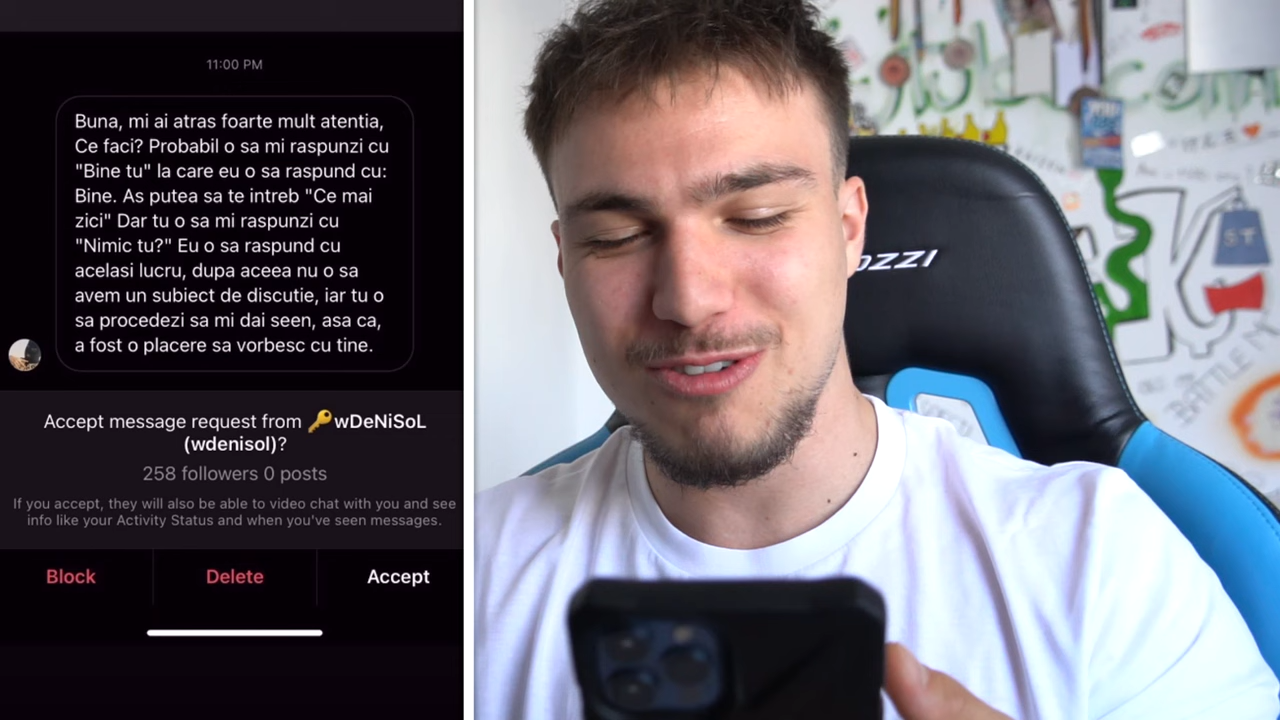 11:00 PM
Buna, mi ai atras foarte mult atentia,
Ce faci? Probabil o sa mi raspunzi cu
"Bine tu" la care eu o sa raspund cu:
Bine. As putea sa te intreb "Ce mai
zici" Dar tu o sa mi raspunzi cu
"Nimic tu?" Eu o sa raspund cu
acelasi lucru, dupa aceea nu o sa
avem un subiect de discutie, iar tu o
sa procedezi sa mi dai seen, asa ca,
a fost o placere sa vorbesc cu tine.
Accept message request from 🔑wDeNiSoL
(wdenisol)?
258 followers 0 posts
If you accept, they will also be able to video chat with you and see
info like your Activity Status and when you've seen messages.
Block Delete Accept
OZZI
ST
BATTLE